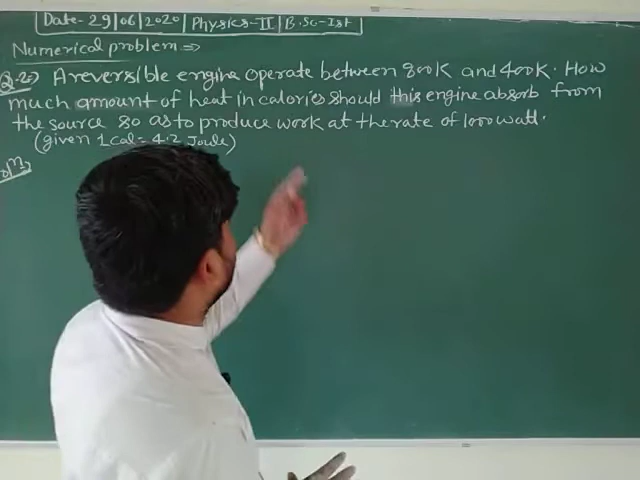 Date- 29/06/2020 | Physics-II | B.Sc-Ist
Numerical problem ⇒
Q.2) A reversible engine operate between 800K and 400K. How
much amount of heat in calories should this engine absorb from
the source so as to produce work at the rate of 1000 watt.
(given 1 Cal = 4.2 Joule)